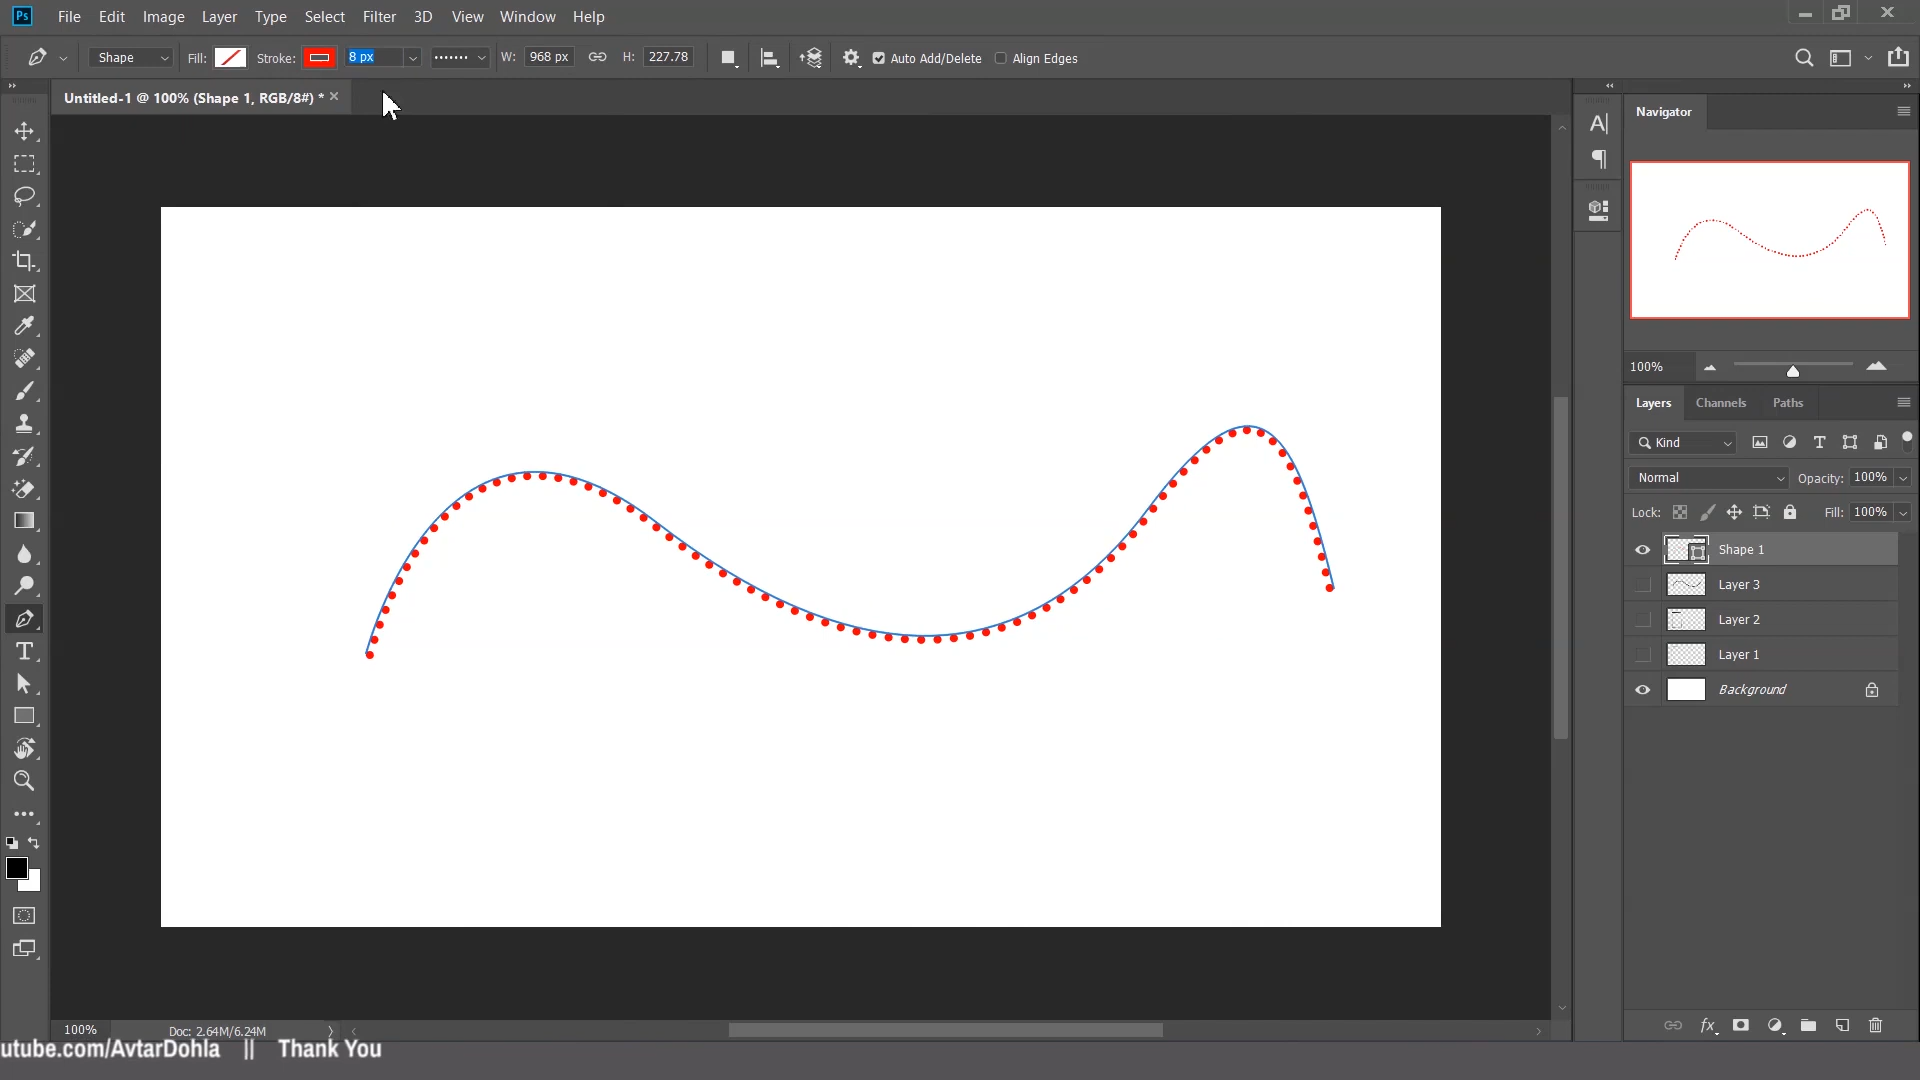 Ps File Edit Image Layer Type Select Filter 3D View Window Help
Shape Fill: Stroke: 8 px W: 968 px H: 227.78 Auto Add/Delete Align Edges
Untitled-1 @ 100% (Shape 1, RGB/8#) * ×
Navigator
100%
Layers Channels Paths
Kind
Normal Opacity: 100%
Lock: Fill: 100%
Shape 1
Layer 3
Layer 2
Layer 1
Background
fx
100% Doc: 2.64M/6.24M
utube.com/AvtarDohla || Thank You